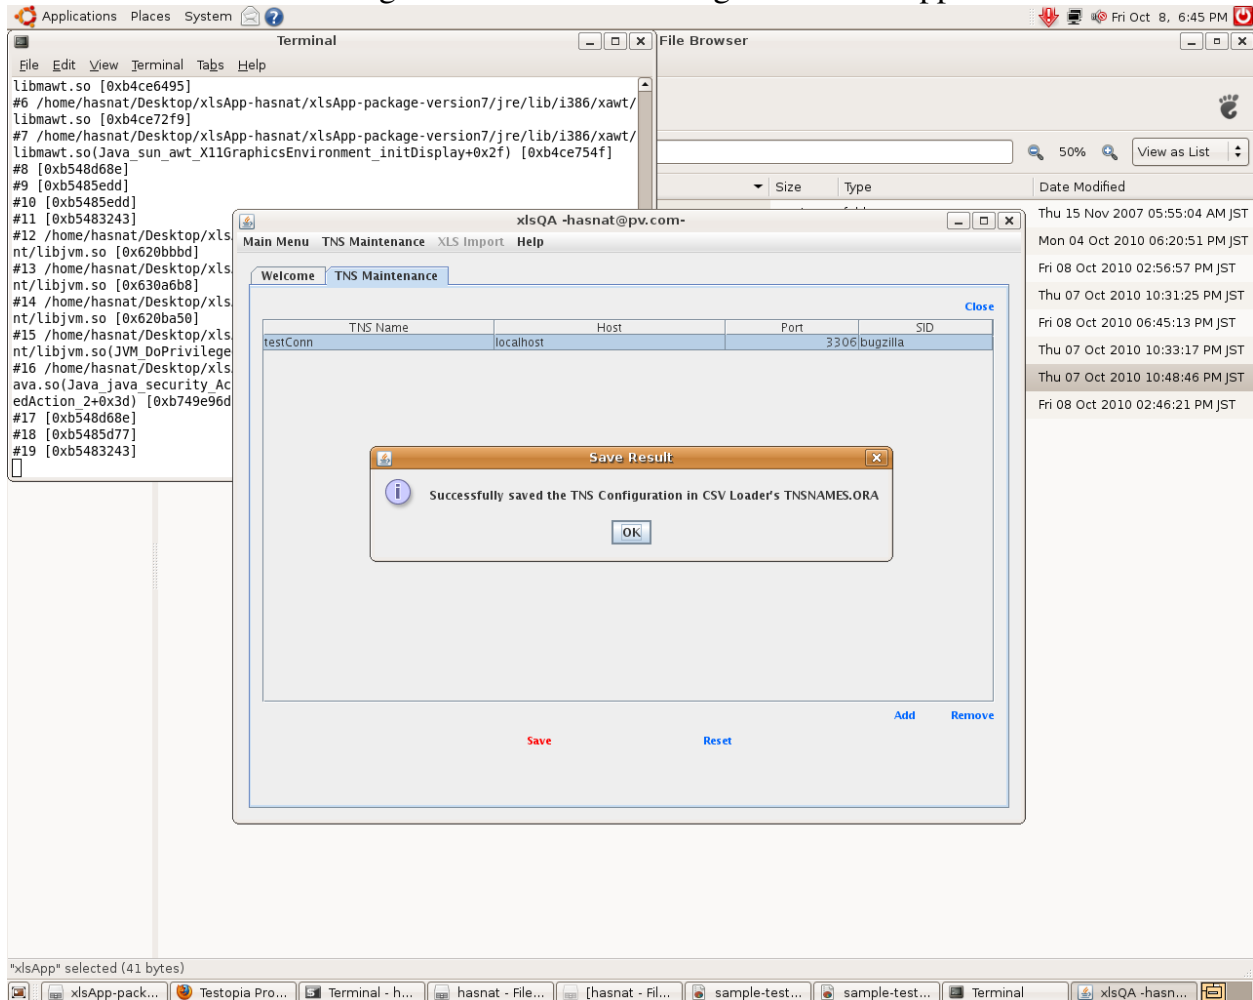 Applications Places System
Fri Oct 8, 6:45 PM
Terminal
File Edit View Terminal Tabs Help
libmawt.so [0xb4ce6495]
#6 /home/hasnat/Desktop/xlsApp-hasnat/xlsApp-package-version7/jre/lib/i386/xawt/
libmawt.so [0xb4ce72f9]
#7 /home/hasnat/Desktop/xlsApp-hasnat/xlsApp-package-version7/jre/lib/i386/xawt/
libmawt.so(Java_sun_awt_X11GraphicsEnvironment_initDisplay+0x2f) [0xb4ce754f]
#8 [0xb548d68e]
#9 [0xb5485edd]
#10 [0xb5485edd]
#11 [0xb5483243]
#12 /home/hasnat/Desktop/xls
nt/libjvm.so [0x620bbbd]
#13 /home/hasnat/Desktop/xls
nt/libjvm.so [0x630a6b8]
#14 /home/hasnat/Desktop/xls
nt/libjvm.so [0x620ba50]
#15 /home/hasnat/Desktop/xls
nt/libjvm.so(JVM_DoPrivilege
#16 /home/hasnat/Desktop/xls
ava.so(Java_java_security_Ac
edAction_2+0x3d) [0xb749e96d
#17 [0xb548d68e]
#18 [0xb5485d77]
#19 [0xb5483243]
File Browser
50% View as List
Size Type Date Modified
Thu 15 Nov 2007 05:55:04 AM JST
Mon 04 Oct 2010 06:20:51 PM JST
Fri 08 Oct 2010 02:56:57 PM JST
Thu 07 Oct 2010 10:31:25 PM JST
Fri 08 Oct 2010 06:45:13 PM JST
Thu 07 Oct 2010 10:33:17 PM JST
Thu 07 Oct 2010 10:48:46 PM JST
Fri 08 Oct 2010 02:46:21 PM JST
xlsQA -hasnat@pv.com-
Main Menu TNS Maintenance XLS Import Help
Welcome TNS Maintenance
Close
TNS Name Host Port SID
testConn localhost 3306 bugzilla
Save Result
Successfully saved the TNS Configuration in CSV Loader's TNSNAMES.ORA
OK
Add Remove
Save Reset
"xlsApp" selected (41 bytes)
xlsApp-pack... Testopia Pro... Terminal - h... hasnat - File... [hasnat - Fil... sample-test... sample-test... Terminal xlsQA -hasn...